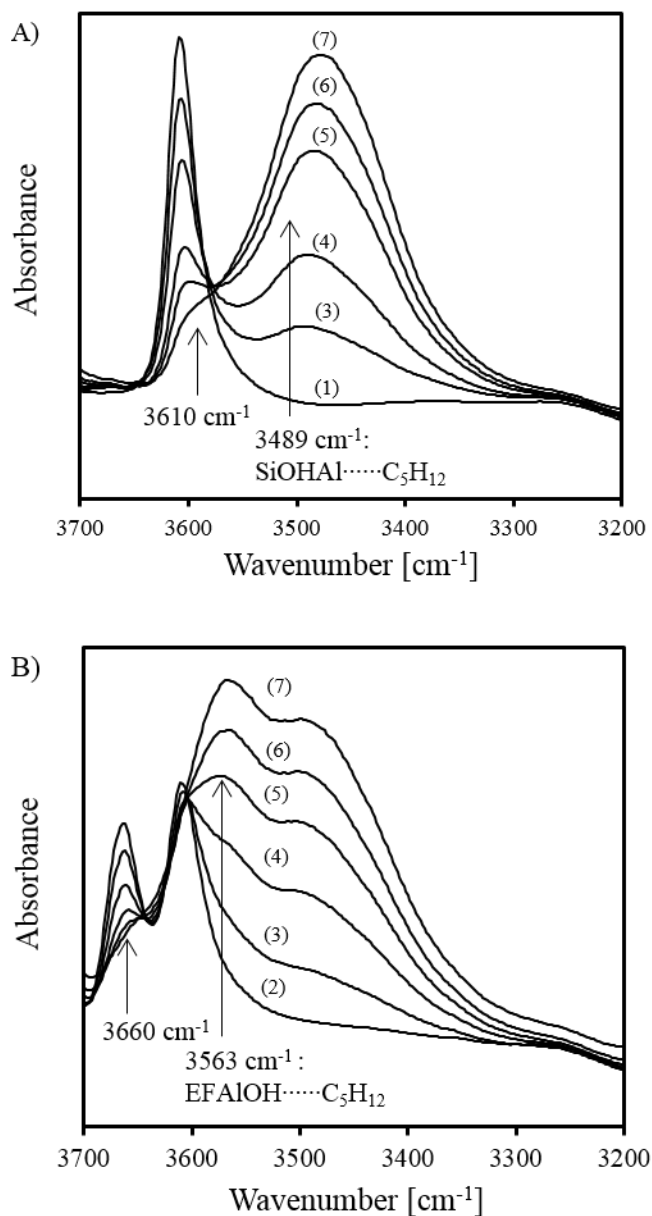 A)
Absorbance
(7)
(6)
(5)
(4)
(3)
(1)
3610 cm⁻¹
3489 cm⁻¹:
SiOHAl······C₅H₁₂
3700 3600 3500 3400 3300 3200
Wavenumber [cm⁻¹]
B)
Absorbance
(7)
(6)
(5)
(4)
(3)
(2)
3660 cm⁻¹
3563 cm⁻¹ :
EFAlOH······C₅H₁₂
3700 3600 3500 3400 3300 3200
Wavenumber [cm⁻¹]